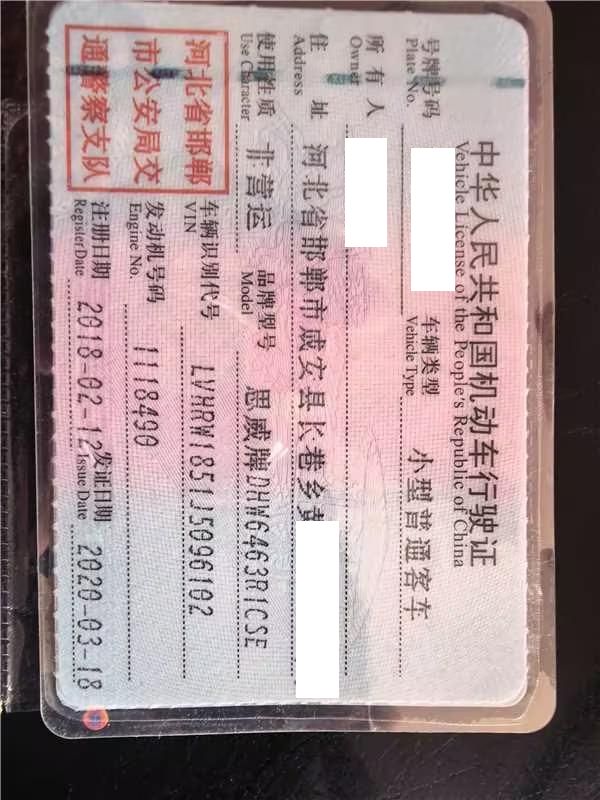 中华人民共和国机动车行驶证
Vehicle License of the People's Republic of China
号牌号码
Plate No.
车辆类型
Vehicle Type
小型普通客车
所有人
Owner
住址
Address
河北省邯郸市成安县长巷乡
使用性质
Use Character
非营运
品牌型号
Model
思威牌DHW6463R1CSE
河北省邯郸
市公安局交
通警察支队
车辆识别代号
VIN
LVHRW1851J5096102
发动机号码
Engine No.
1118490
注册日期
Register Date
2018-02-12
发证日期
Issue Date
2020-03-18